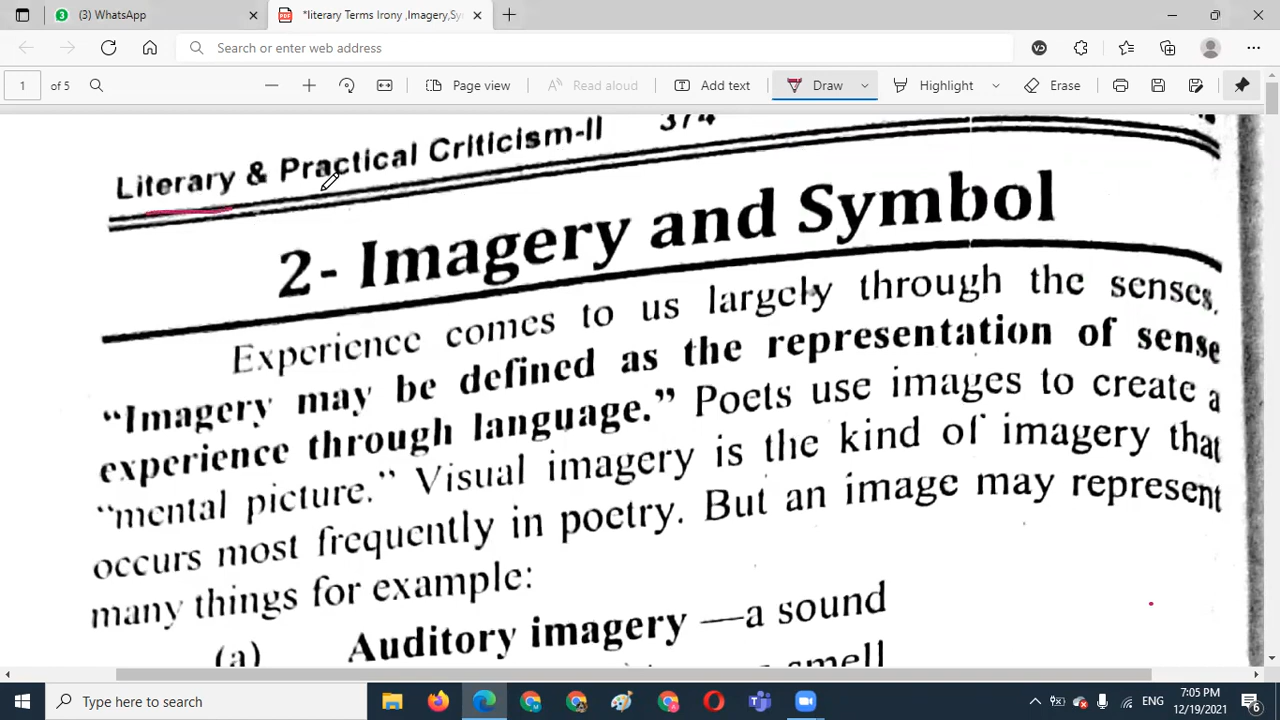 3
(3) WhatsApp
*literary Terms Irony ,Imagery,Sy
Search or enter web address
1 of 5
Page view
Read aloud
Add text
Draw
Highlight
Erase
Literary & Practical Criticism-II 374
2- Imagery and Symbol
Experience comes to us largely through the senses.
“Imagery may be defined as the representation of sense
experience through language.” Poets use images to create a
“mental picture.” Visual imagery is the kind of imagery that
occurs most frequently in poetry. But an image may represent
many things for example:
(a) Auditory imagery —a sound
smell
Type here to search
ENG
7:05 PM
12/19/2021
6